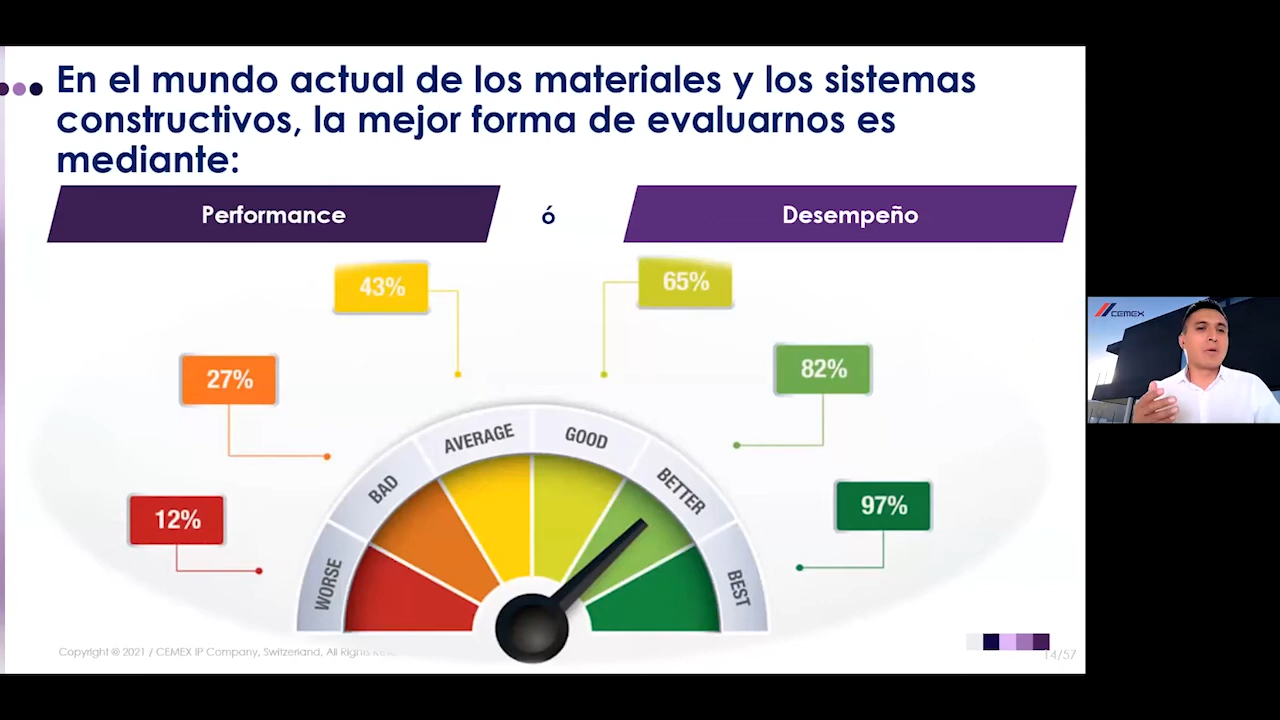 En el mundo actual de los materiales y los sistemas
constructivos, la mejor forma de evaluarnos es
mediante:
Performance
ó
Desempeño
43%
65%
27%
82%
12%
97%
WORSE
BAD
AVERAGE
GOOD
BETTER
BEST
CEMEX
Copyright © 2021 / CEMEX IP Company, Switzerland, All Rights
14/57